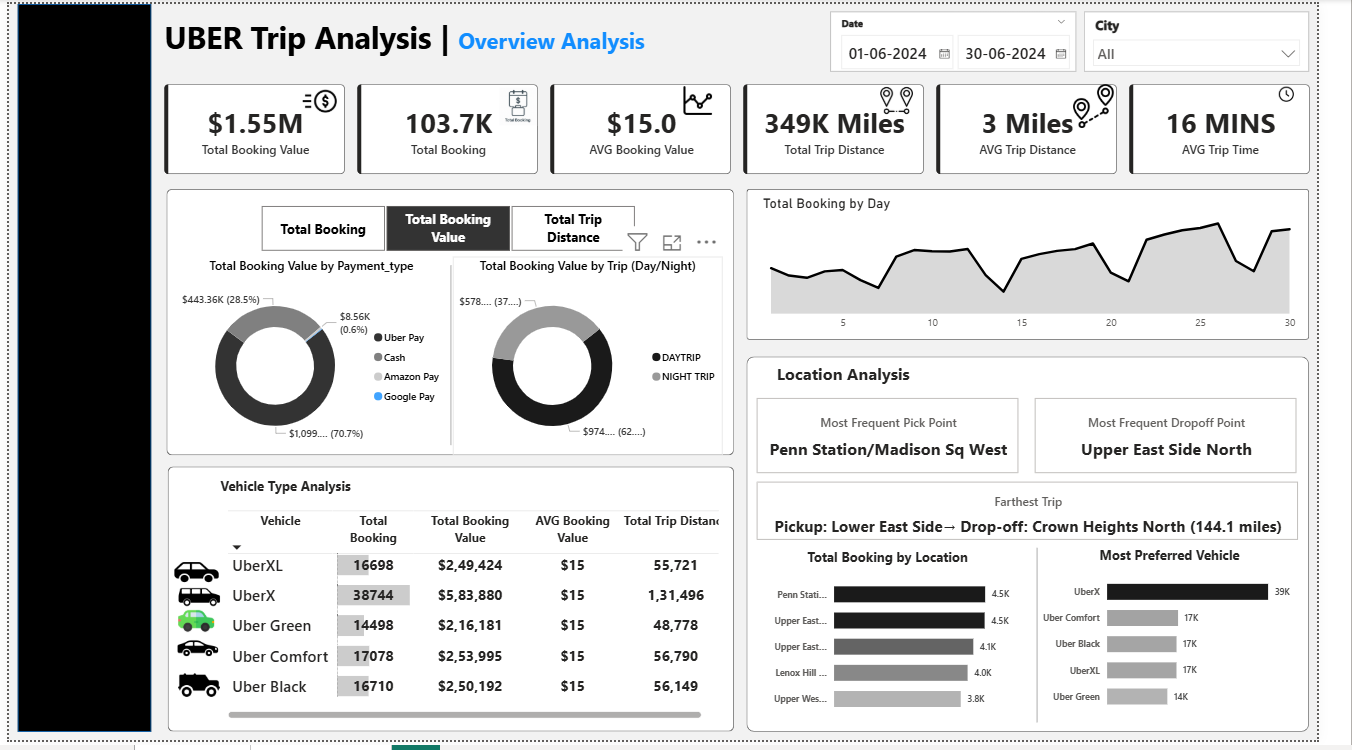 UBER Trip Analysis | Overview Analysis
Date
01-06-2024 30-06-2024
City
All
$1.55M
Total Booking Value
103.7K
Total Booking
$15.0
AVG Booking Value
349K Miles
Total Trip Distance
3 Miles
AVG Trip Distance
16 MINS
AVG Trip Time
Total Booking
Total Booking
Value
Total Trip
Distance
Total Booking Value by Payment_type
$443.36K (28.5%)
$8.56K
(0.6%)
$1,099.... (70.7%)
Uber Pay
Cash
Amazon Pay
Google Pay
Total Booking Value by Trip (Day/Night)
$578.... (37....)
$974.... (62....)
DAYTRIP
NIGHT TRIP
Total Booking by Day
5 10 15 20 25 30
Vehicle Type Analysis
Vehicle Total Booking Total Booking Value AVG Booking Value Total Trip Distanc
UberXL 16698 $2,49,424 $15 55,721
UberX 38744 $5,83,880 $15 1,31,496
Uber Green 14498 $2,16,181 $15 48,778
Uber Comfort 17078 $2,53,995 $15 56,790
Uber Black 16710 $2,50,192 $15 56,149
Location Analysis
Most Frequent Pick Point
Penn Station/Madison Sq West
Most Frequent Dropoff Point
Upper East Side North
Farthest Trip
Pickup: Lower East Side→ Drop-off: Crown Heights North (144.1 miles)
Total Booking by Location
Penn Stati... 4.5K
Upper East... 4.5K
Upper East... 4.1K
Lenox Hill ... 4.0K
Upper Wes... 3.8K
Most Preferred Vehicle
UberX 39K
Uber Comfort 17K
Uber Black 17K
UberXL 17K
Uber Green 14K